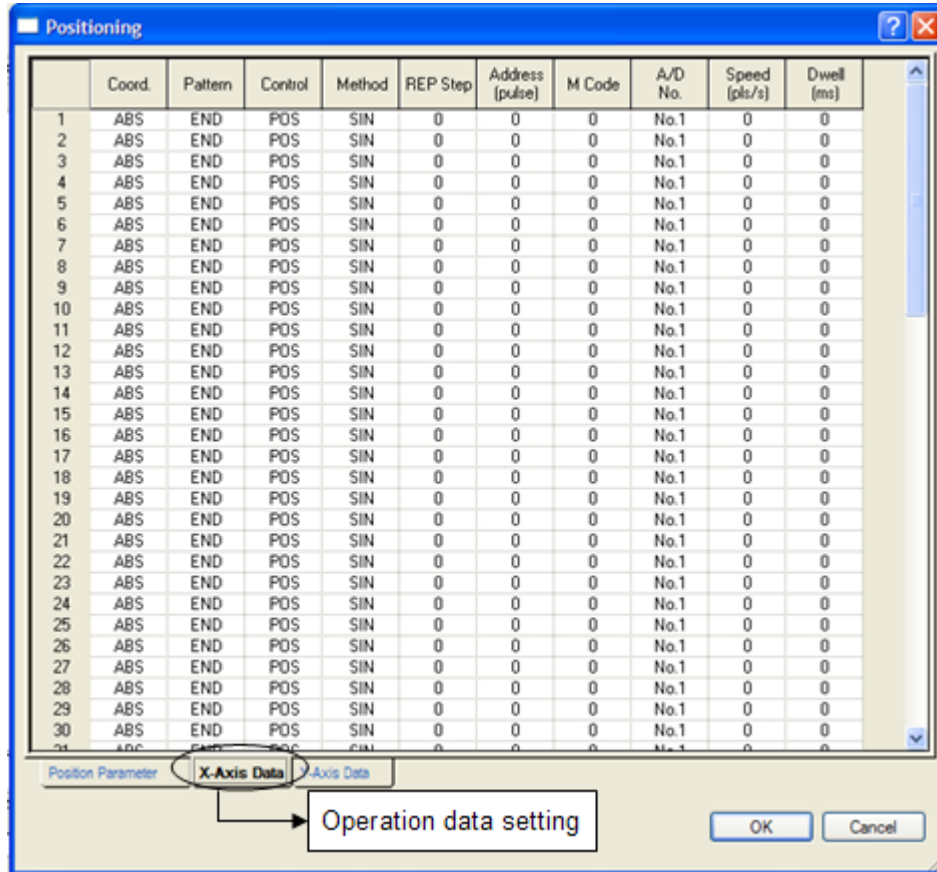 Positioning
Coord. Pattern Control Method REP Step Address (pulse) M Code A/D No. Speed (pls/s) Dwell (ms)
1 ABS END POS SIN 0 0 0 No.1 0 0
2 ABS END POS SIN 0 0 0 No.1 0 0
3 ABS END POS SIN 0 0 0 No.1 0 0
4 ABS END POS SIN 0 0 0 No.1 0 0
5 ABS END POS SIN 0 0 0 No.1 0 0
6 ABS END POS SIN 0 0 0 No.1 0 0
7 ABS END POS SIN 0 0 0 No.1 0 0
8 ABS END POS SIN 0 0 0 No.1 0 0
9 ABS END POS SIN 0 0 0 No.1 0 0
10 ABS END POS SIN 0 0 0 No.1 0 0
11 ABS END POS SIN 0 0 0 No.1 0 0
12 ABS END POS SIN 0 0 0 No.1 0 0
13 ABS END POS SIN 0 0 0 No.1 0 0
14 ABS END POS SIN 0 0 0 No.1 0 0
15 ABS END POS SIN 0 0 0 No.1 0 0
16 ABS END POS SIN 0 0 0 No.1 0 0
17 ABS END POS SIN 0 0 0 No.1 0 0
18 ABS END POS SIN 0 0 0 No.1 0 0
19 ABS END POS SIN 0 0 0 No.1 0 0
20 ABS END POS SIN 0 0 0 No.1 0 0
21 ABS END POS SIN 0 0 0 No.1 0 0
22 ABS END POS SIN 0 0 0 No.1 0 0
23 ABS END POS SIN 0 0 0 No.1 0 0
24 ABS END POS SIN 0 0 0 No.1 0 0
25 ABS END POS SIN 0 0 0 No.1 0 0
26 ABS END POS SIN 0 0 0 No.1 0 0
27 ABS END POS SIN 0 0 0 No.1 0 0
28 ABS END POS SIN 0 0 0 No.1 0 0
29 ABS END POS SIN 0 0 0 No.1 0 0
30 ABS END POS SIN 0 0 0 No.1 0 0
Position Parameter X-Axis Data Y-Axis Data
Operation data setting
OK Cancel